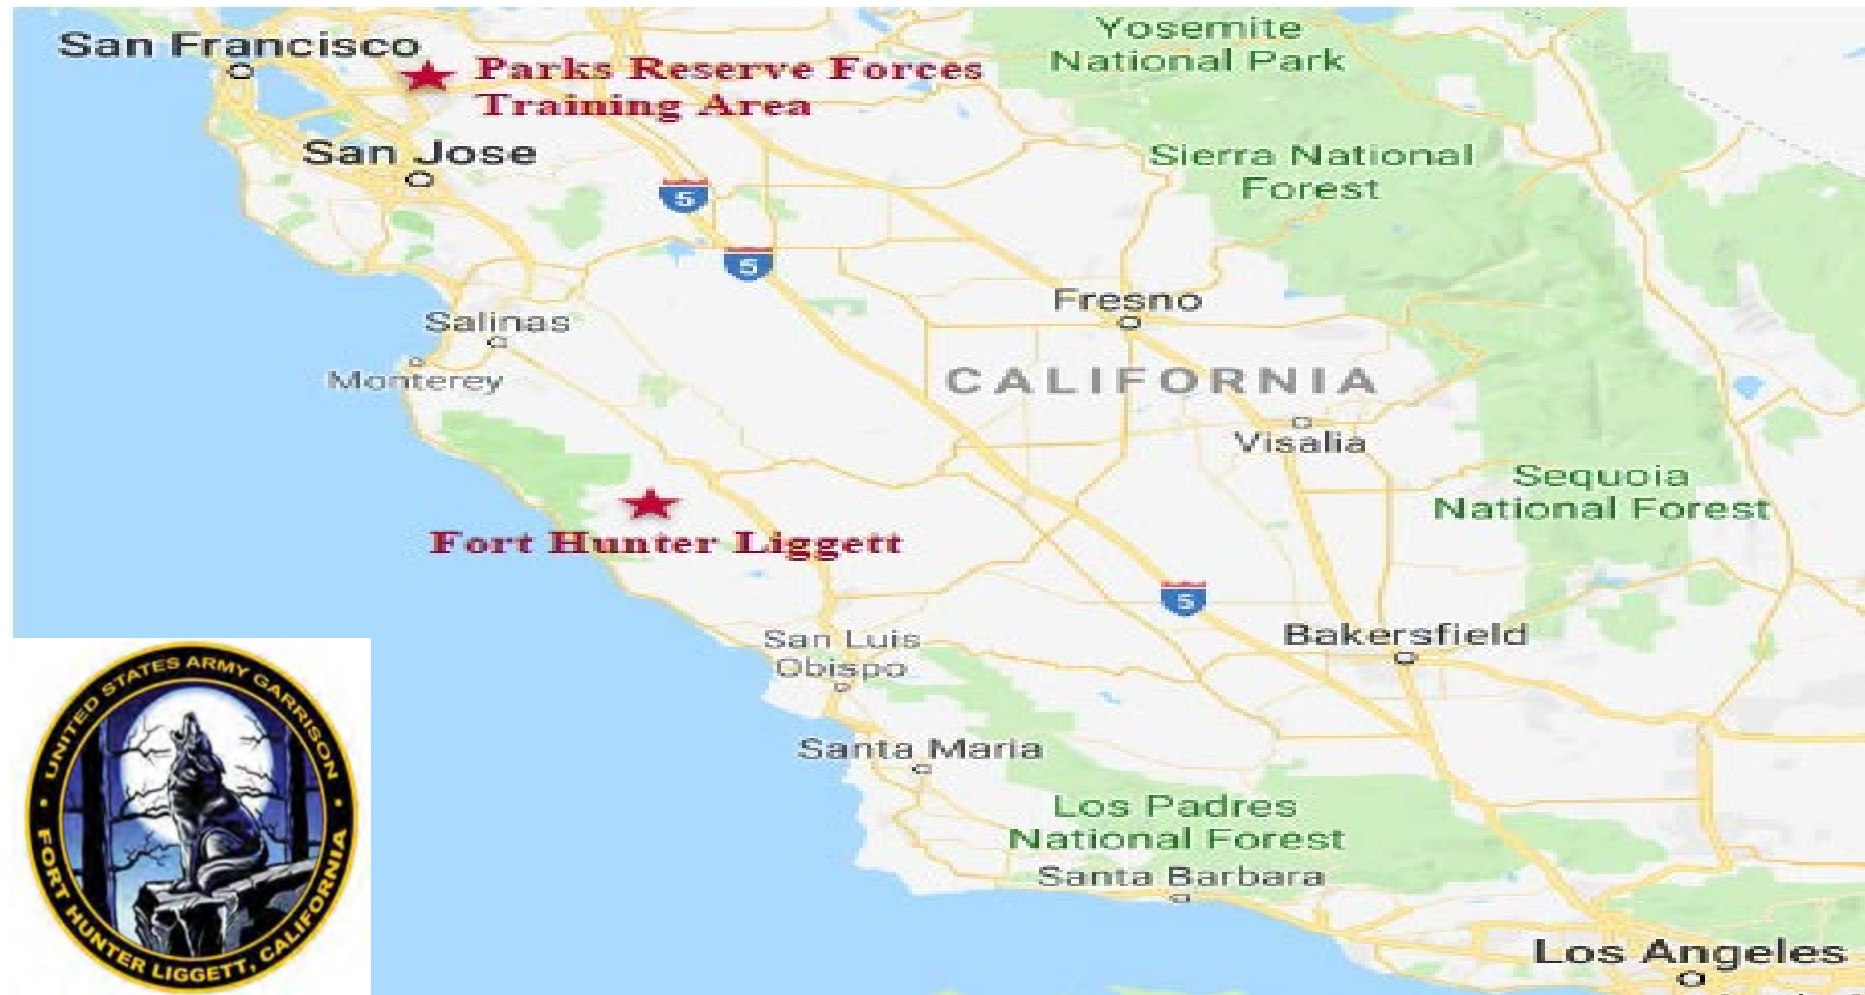 San Francisco
Parks Reserve Forces
Training Area
Yosemite
National Park
San Jose
Sierra National
Forest
5
5
Fresno
Salinas
Monterey
CALIFORNIA
Visalia
Sequoia
National Forest
Fort Hunter Liggett
5
San Luis
Obispo
Bakersfield
Santa Maria
Los Padres
National Forest
Santa Barbara
Los Angeles
• UNITED STATES ARMY GARRISON •
FORT HUNTER LIGGETT, CALIFORNIA